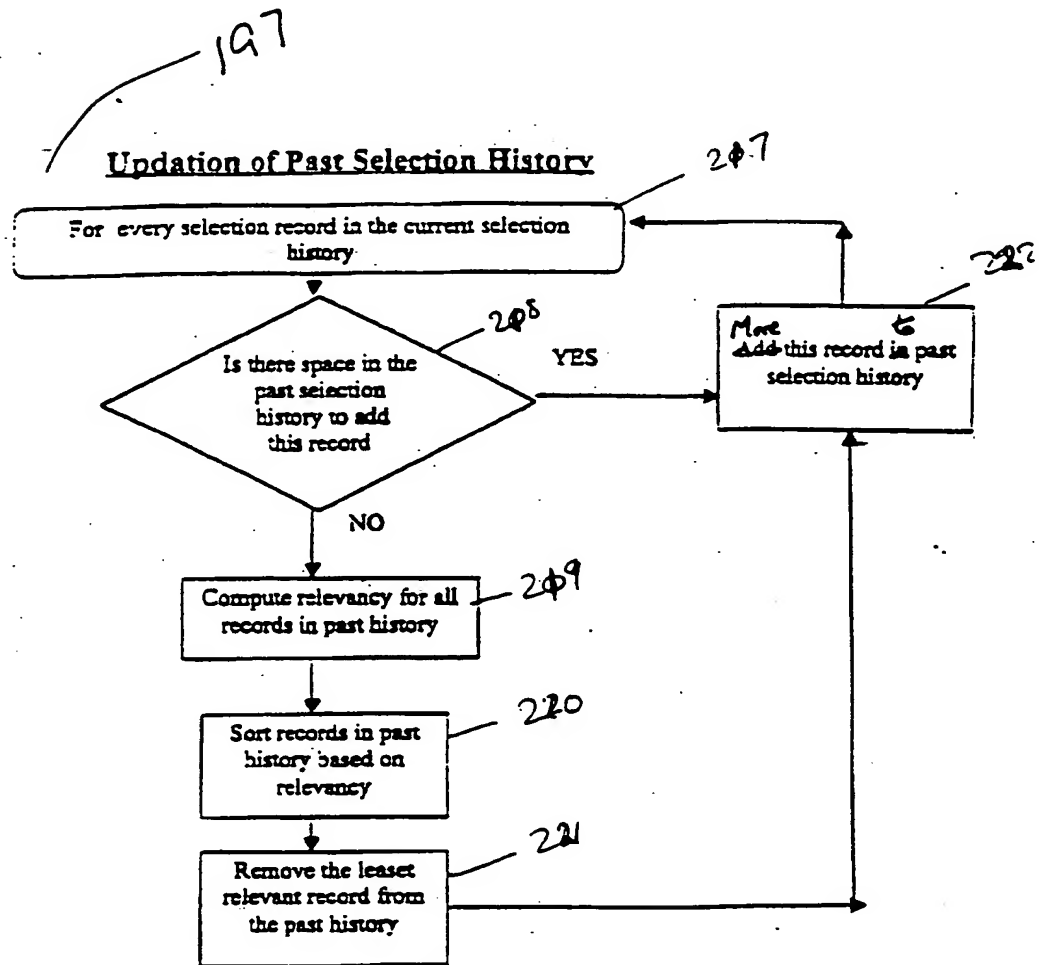 197
Updation of Past Selection History
207
For every selection record in the current selection
history
208
Is there space in the
past selection
history to add
this record
YES
Add this record in past
to
selection history
NO
Compute relevancy for all
records in past history
209
Sort records in past
history based on
relevancy
Remove the leaset
relevant record from
the past history